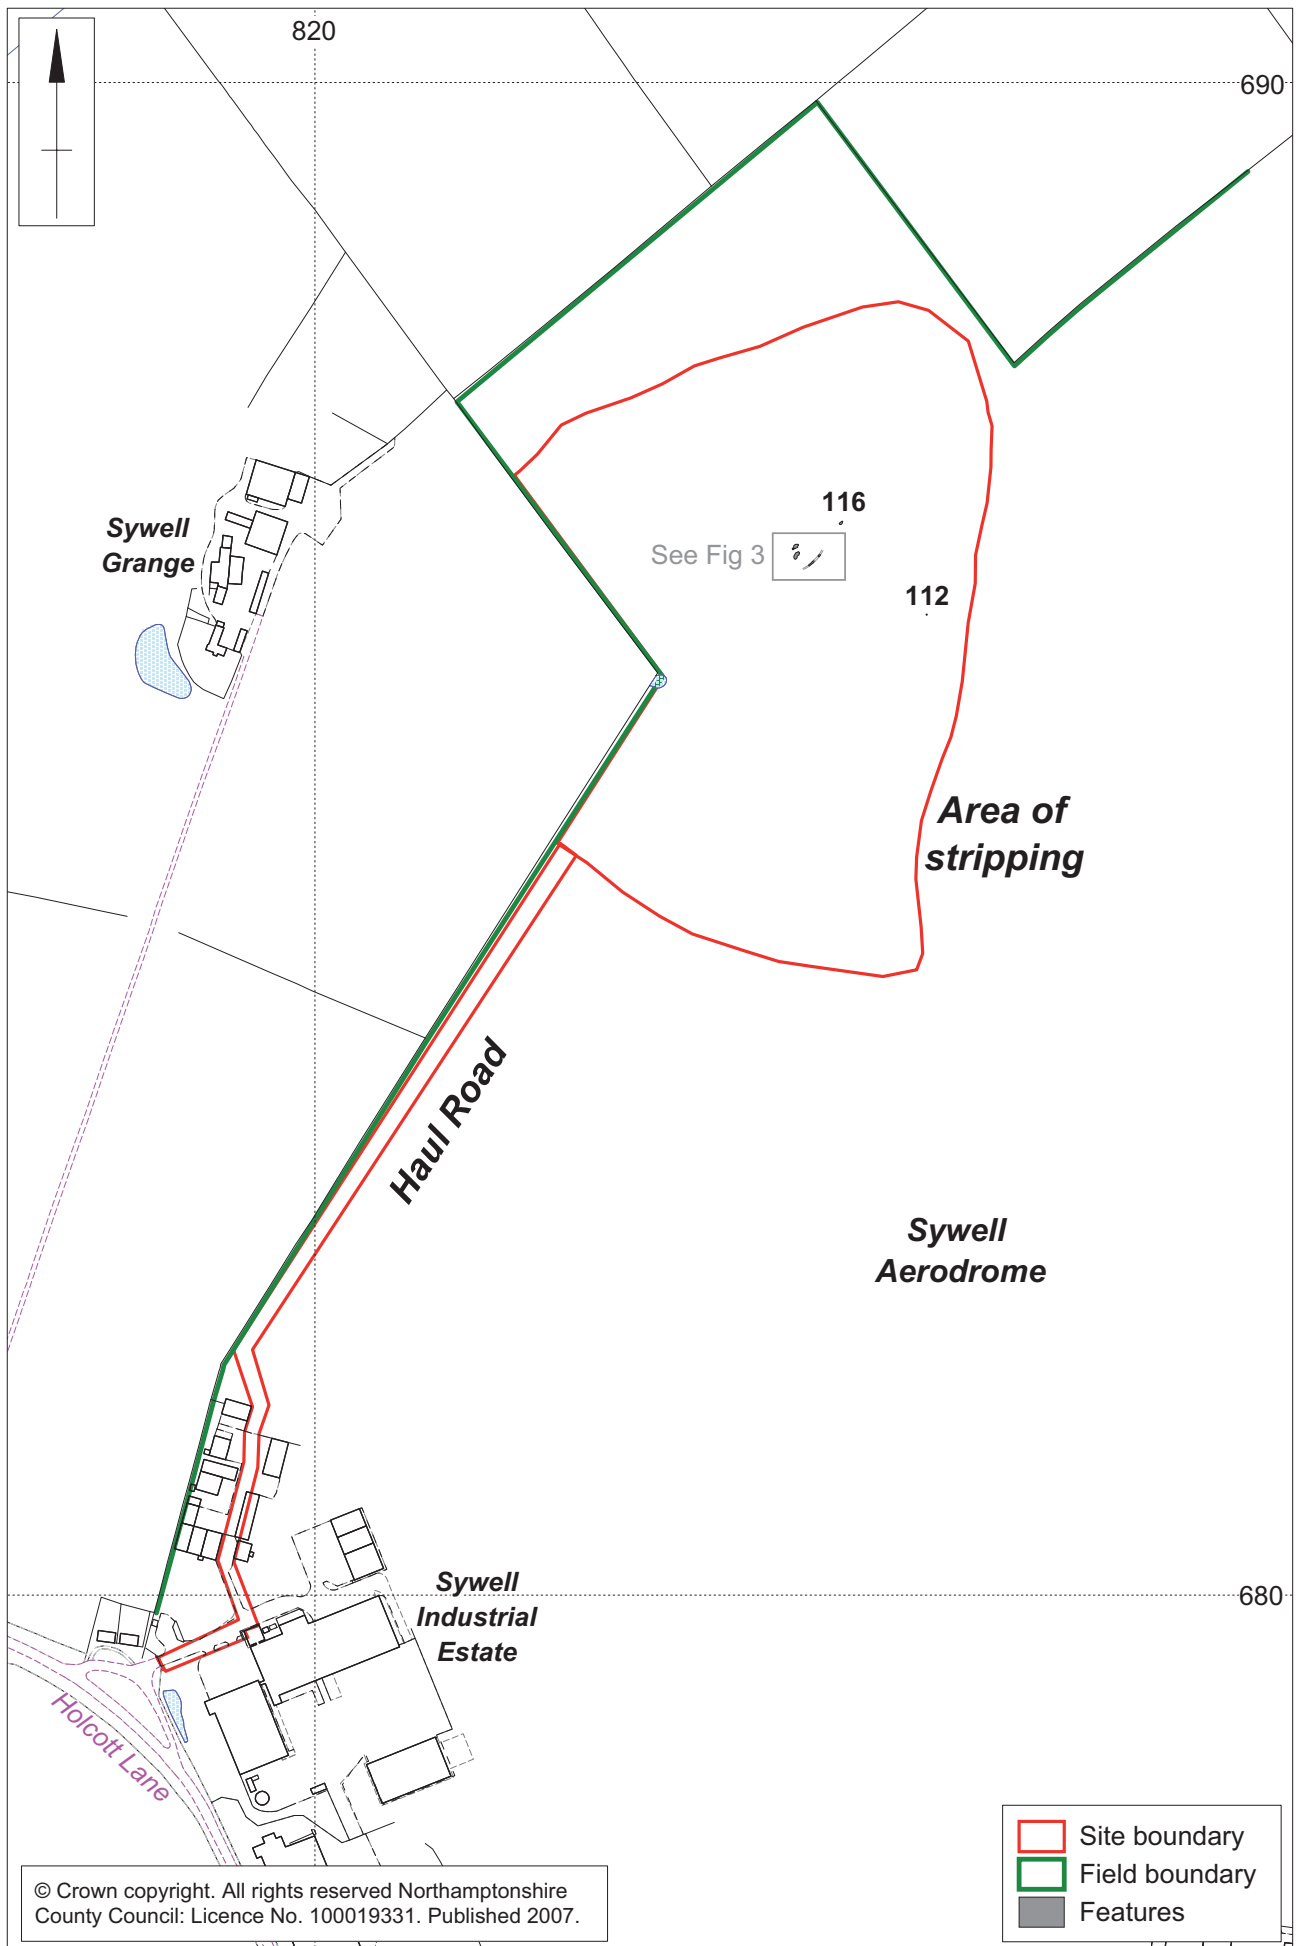 820
690
116
See Fig 3
Sywell
Grange
112
Area of
stripping
Haul Road
Sywell
Aerodrome
Sywell
Industrial
Estate
680
Holcott Lane
Site boundary
Field boundary
Features
© Crown copyright. All rights reserved Northamptonshire
County Council: Licence No. 100019331. Published 2007.